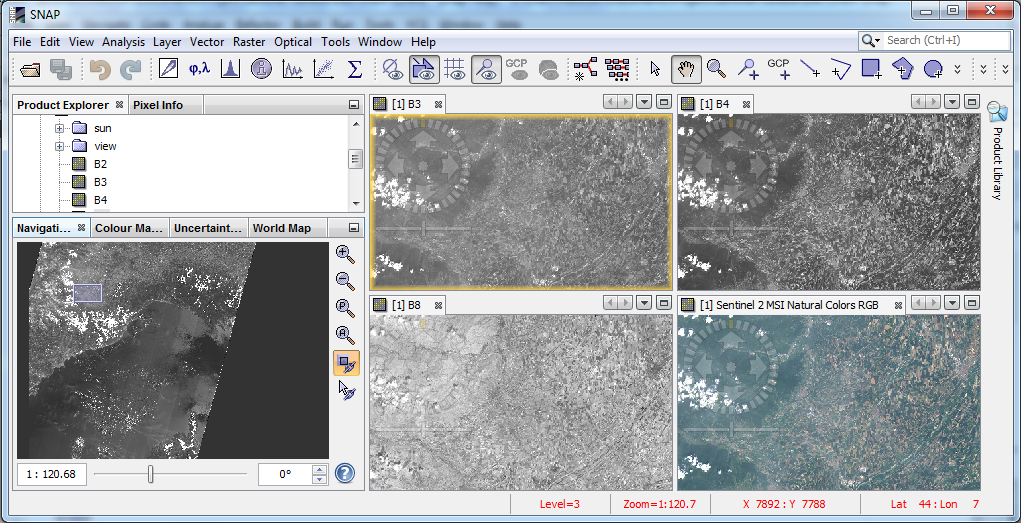 SNAP
File Edit View Analysis Layer Vector Raster Optical Tools Window Help
Search (Ctrl+I)
φ,λ Σ GCP GCP
Product Explorer Pixel Info
sun
view
B2
B3
B4
[1] B3
[1] B4
Product Library
Navigati... Colour Ma... Uncertaint... World Map
[1] B8
[1] Sentinel 2 MSI Natural Colors RGB
1 : 120.68
0°
Level=3 Zoom=1:120.7 X 7892 : Y 7788 Lat 44 : Lon 7